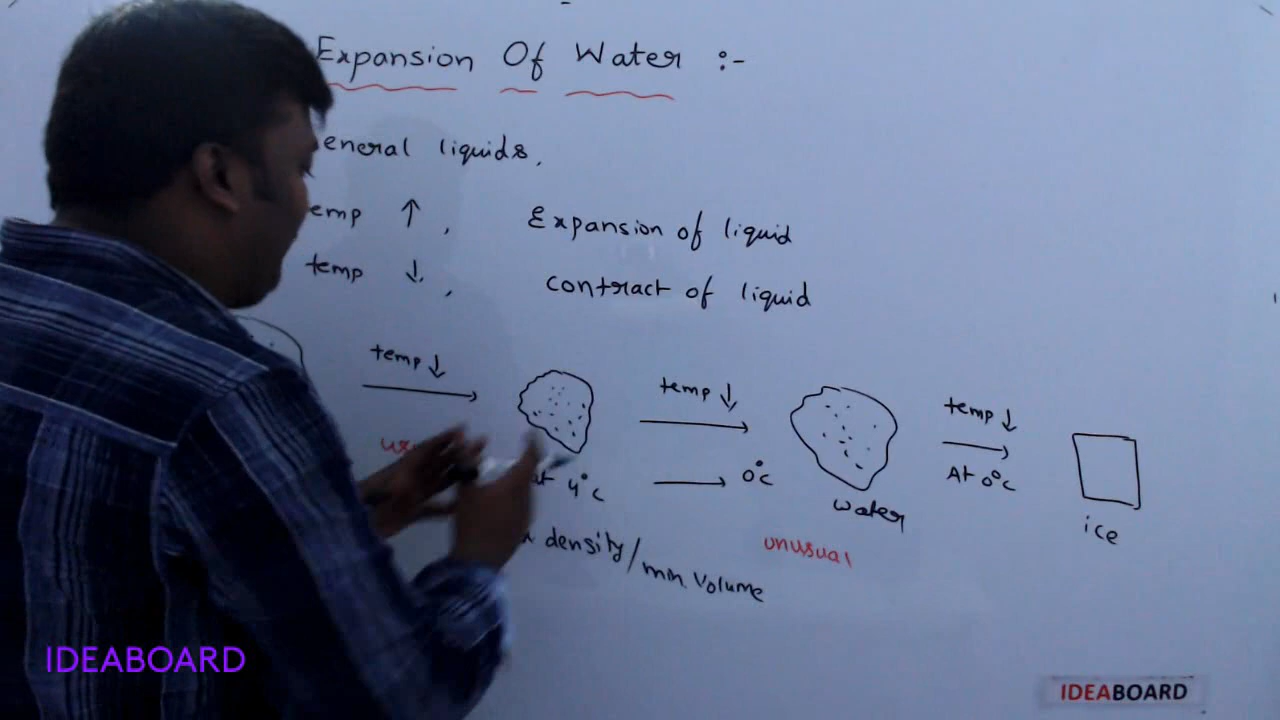 Expansion Of Water :-
eneral liquids,
emp ↑ , Expansion of liquid
temp ↓ , contract of liquid
temp ↓ temp ↓ temp ↓
At 0°c
4°c → 0°c
water
ice
density/min. Volume
unusual
IDEABOARD
IDEABOARD